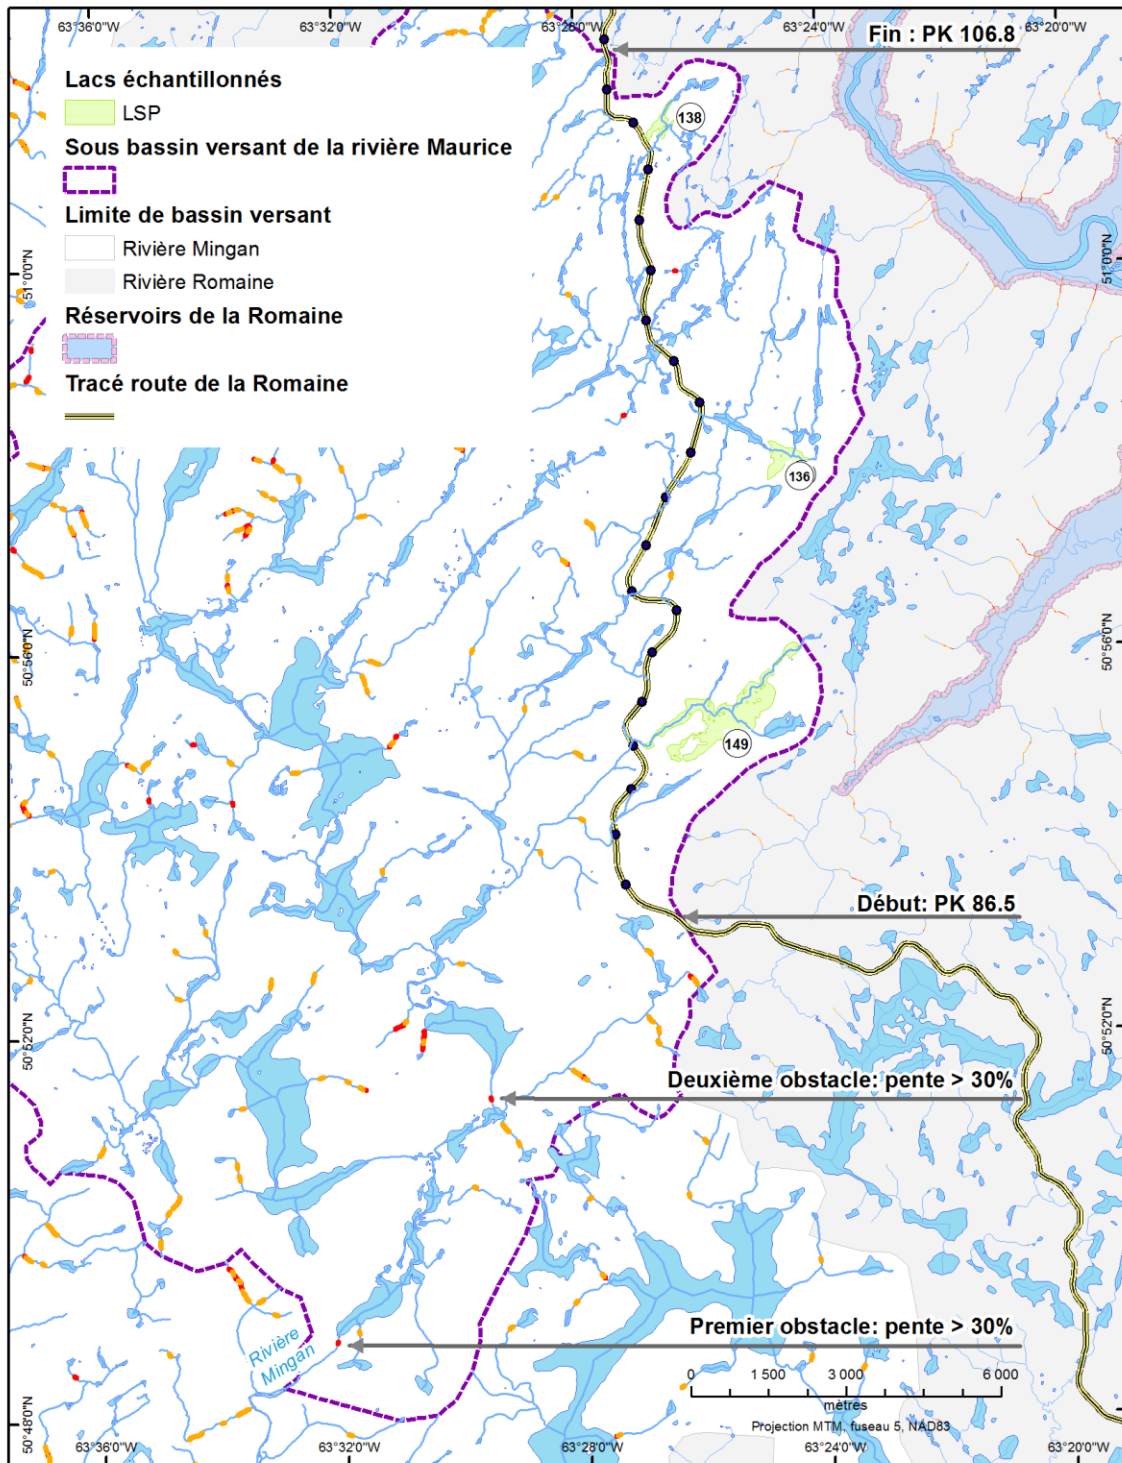 63°36'0"W 63°32'0"W 63°28'0"W 63°24'0"W 63°20'0"W
Fin : PK 106.8
Lacs échantillonnés
LSP
138
Sous bassin versant de la rivière Maurice
Limite de bassin versant
Rivière Mingan
Rivière Romaine
51°0'0"N
51°0'0"N
Réservoirs de la Romaine
Tracé route de la Romaine
136
50°56'0"N
50°56'0"N
149
Début: PK 86.5
50°52'0"N
50°52'0"N
Deuxième obstacle: pente > 30%
Premier obstacle: pente > 30%
Rivière
Mingan
0 1 500 3 000 6 000
mètres
Projection MTM, fuseau 5, NAD83
50°48'0"N
63°36'0"W 63°32'0"W 63°28'0"W 63°24'0"W 63°20'0"W